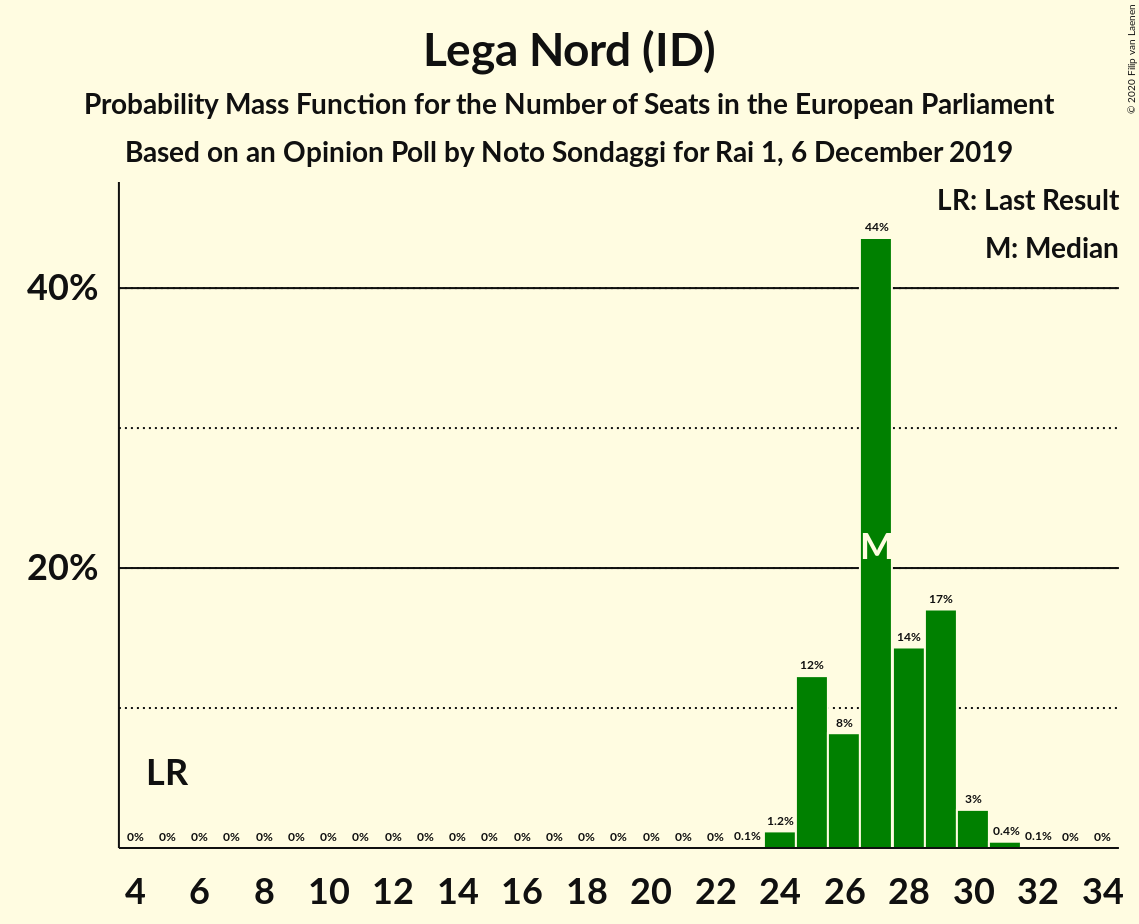 © 2020 Filip van Laenen
Lega Nord (ID)
Probability Mass Function for the Number of Seats in the European Parliament
Based on an Opinion Poll by Noto Sondaggi for Rai 1, 6 December 2019
LR: Last Result
M: Median
44%
40%
M
20%
17%
14%
12%
8%
LR
3%
0% 0% 0% 0% 0% 0% 0% 0% 0% 0% 0% 0% 0% 0% 0% 0% 0% 0% 0% 0.1% 1.2% 0.4% 0.1% 0% 0%
4 6 8 10 12 14 16 18 20 22 24 26 28 30 32 34